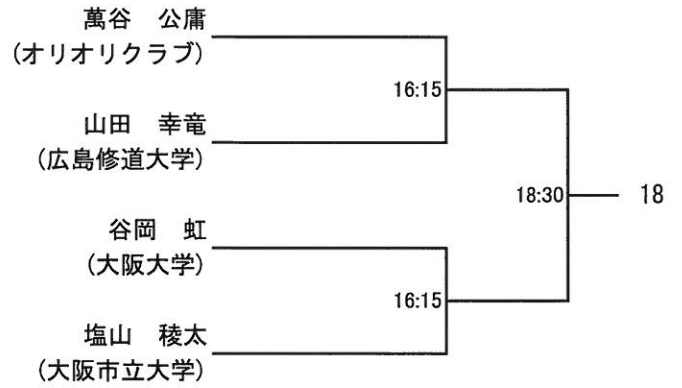 萬谷　公庸
(オリオリクラブ)
16:15
山田　幸竜
(広島修道大学)
18:30
18
谷岡　虹
(大阪大学)
16:15
塩山　稜太
(大阪市立大学)